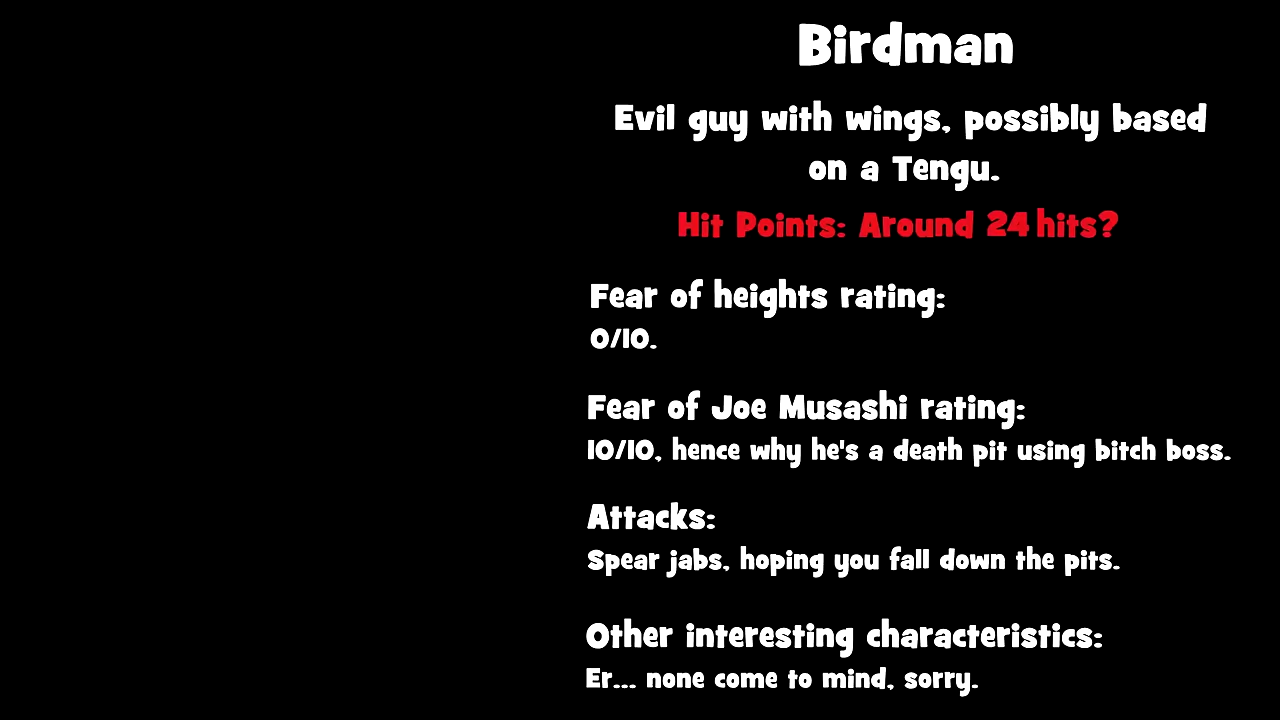 Birdman
Evil guy with wings, possibly based
on a Tengu.
Hit Points: Around 24 hits?
Fear of heights rating:
0/10.
Fear of Joe Musashi rating:
10/10, hence why he's a death pit using bitch boss.
Attacks:
Spear jabs, hoping you fall down the pits.
Other interesting characteristics:
Er... none come to mind, sorry.